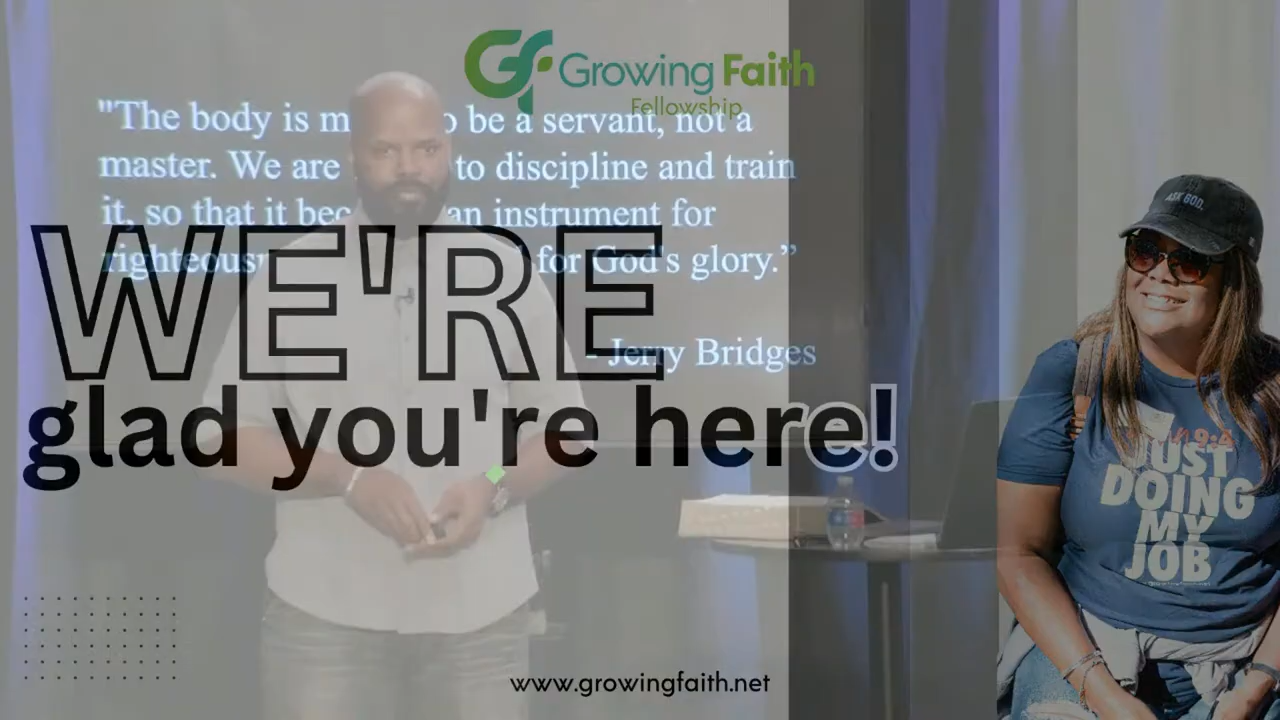 Growing Faith
Fellowship
"The body is m o be a servant, not a
master. We are to discipline and train
it, so that it bec an instrument for
righteous for God's glory.”
- Jerry Bridges
WE'RE
glad you're here!
ASK GOD.
JUST
DOING
MY
JOB
www.growingfaith.net